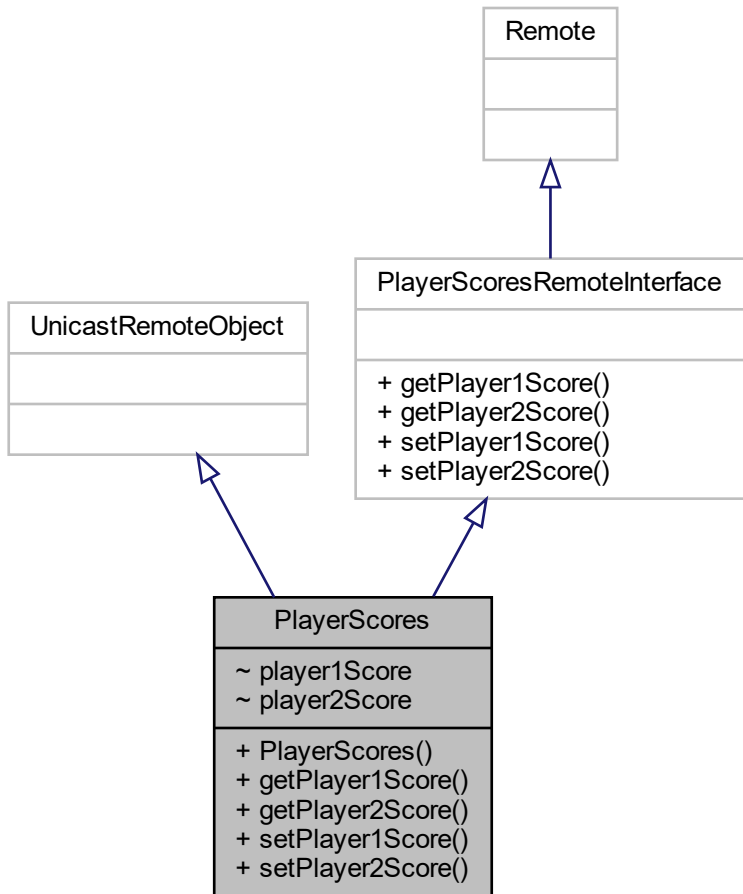 Remote
PlayerScoresRemoteInterface
+ getPlayer1Score()
+ getPlayer2Score()
+ setPlayer1Score()
+ setPlayer2Score()
UnicastRemoteObject
PlayerScores
~ player1Score
~ player2Score
+ PlayerScores()
+ getPlayer1Score()
+ getPlayer2Score()
+ setPlayer1Score()
+ setPlayer2Score()